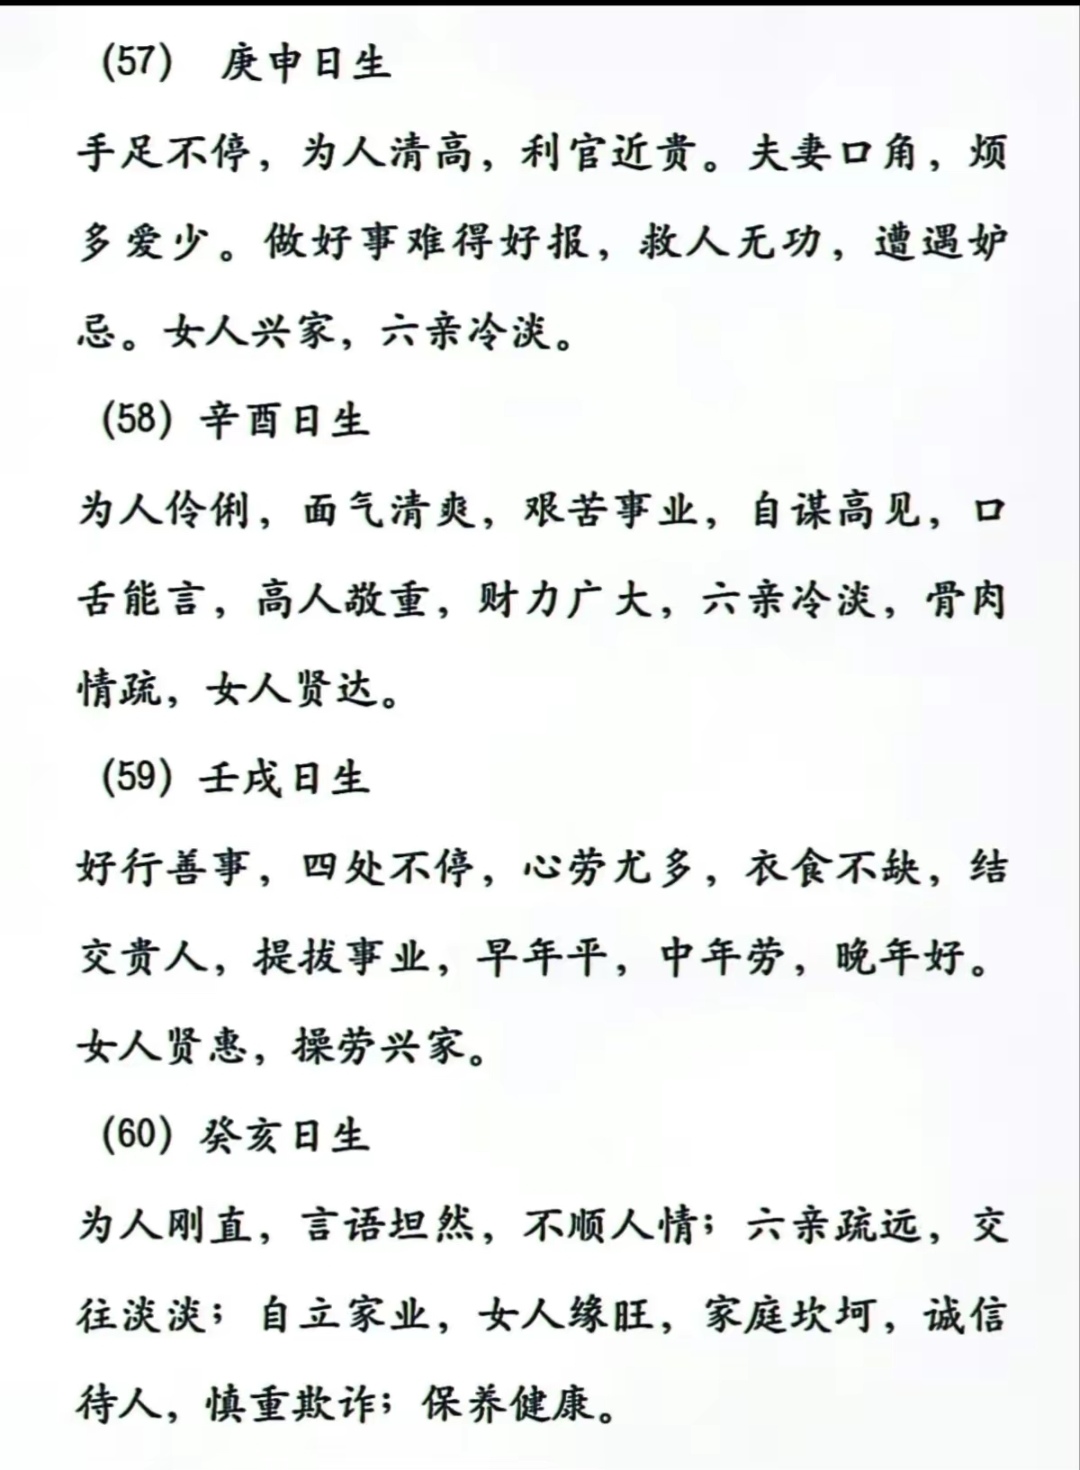 （57） 庚申日生
手足不停，为人清高，利官近贵。夫妻口角，烦
多爱少。做好事难得好报，救人无功，遭遇妒
忌。女人兴家，六亲冷淡。
（58）辛酉日生
为人伶俐，面气清爽，艰苦事业，自谋高见，口
舌能言，高人敬重，财力广大，六亲冷淡，骨肉
情疏，女人贤达。
（59）壬戌日生
好行善事，四处不停，心劳尤多，衣食不缺，结
交贵人，提拔事业，早年平，中年劳，晚年好。
女人贤惠，操劳兴家。
（60）癸亥日生
为人刚直，言语坦然，不顺人情；六亲疏远，交
往淡淡；自立家业，女人缘旺，家庭坎坷，诚信
待人，慎重欺诈；保养健康。